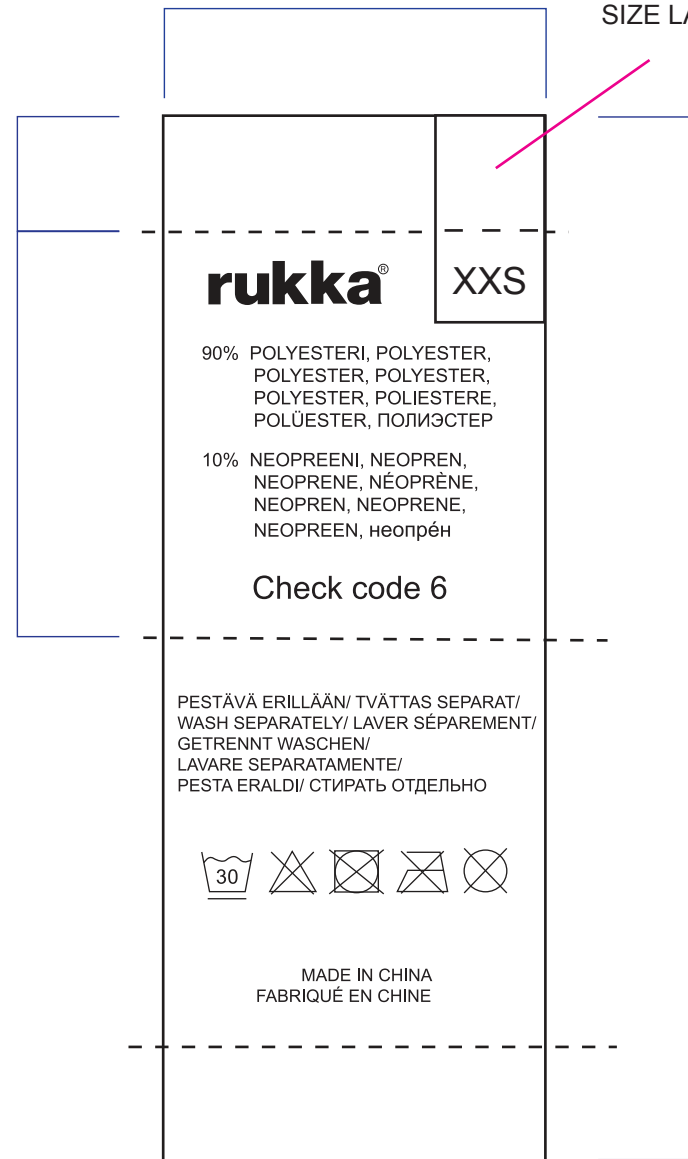 SIZE LA
rukka®
XXS
90% POLYESTERI, POLYESTER,
POLYESTER, POLYESTER,
POLYESTER, POLIESTERE,
POLÜESTER, ПОЛИЭСТЕР
10% NEOPREENI, NEOPREN,
NEOPRENE, NÉOPRÈNE,
NEOPREN, NEOPRENE,
NEOPREEN, неопрéн
Check code 6
PESTÄVÄ ERILLÄÄN/ TVÄTTAS SEPARAT/
WASH SEPARATELY/ LAVER SÉPAREMENT/
GETRENNT WASCHEN/
LAVARE SEPARATAMENTE/
PESTA ERALDI/ СТИРАТЬ ОТДЕЛЬНО
30
MADE IN CHINA
FABRIQUÉ EN CHINE